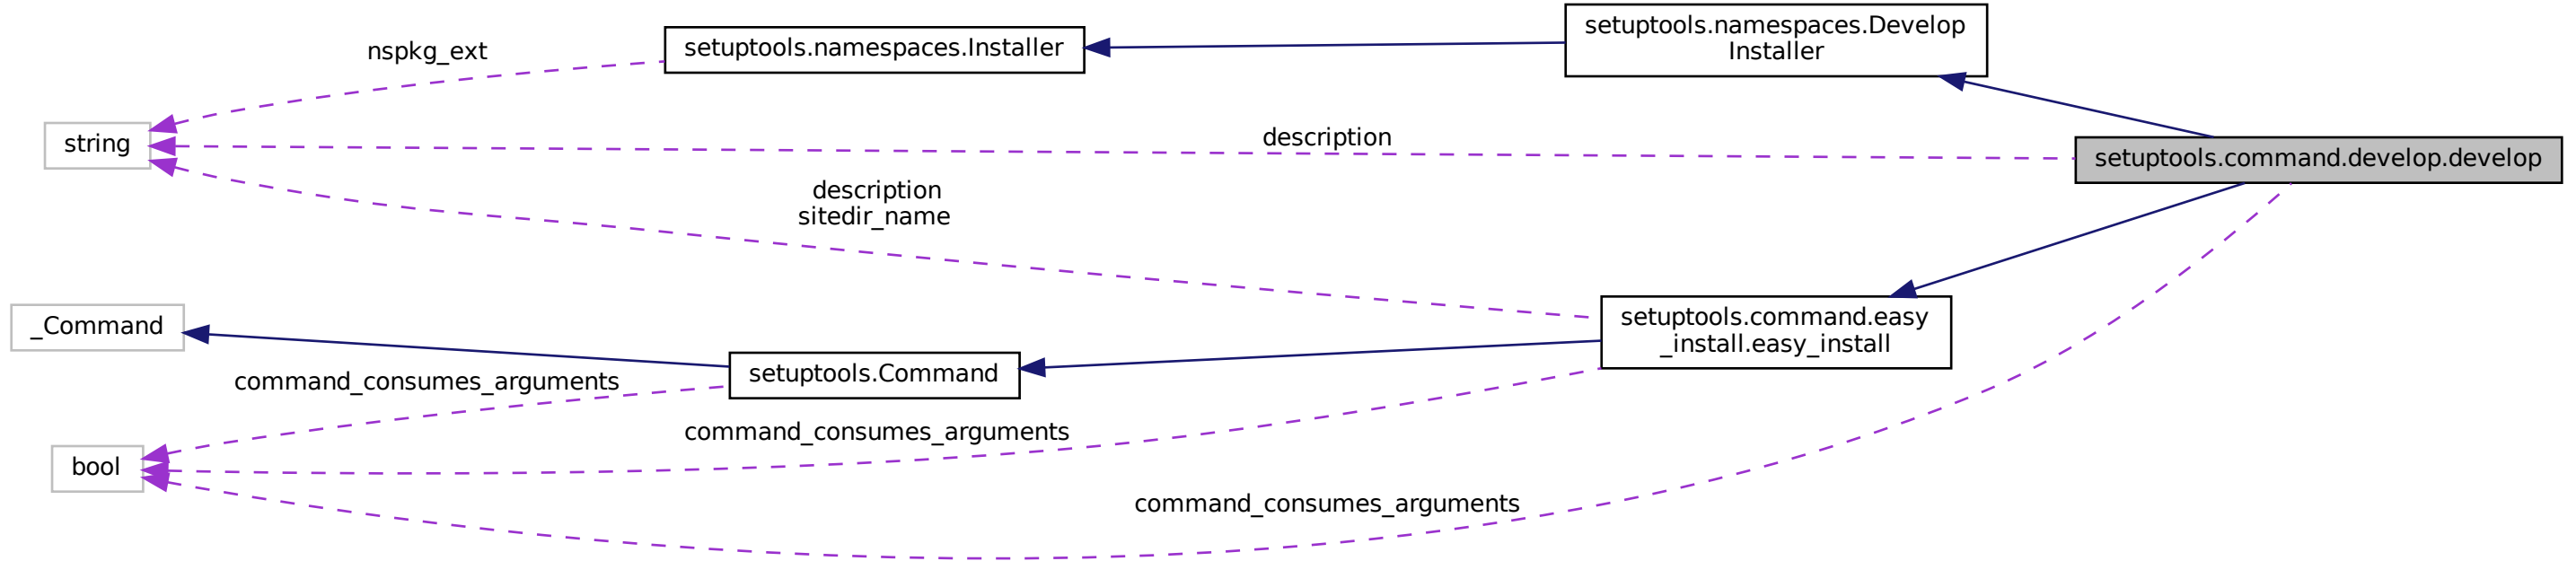 setuptools.namespaces.Develop
Installer
setuptools.namespaces.Installer
nspkg_ext
string
description
setuptools.command.develop.develop
description
sitedir_name
_Command
setuptools.command.easy
_install.easy_install
setuptools.Command
command_consumes_arguments
command_consumes_arguments
bool
command_consumes_arguments